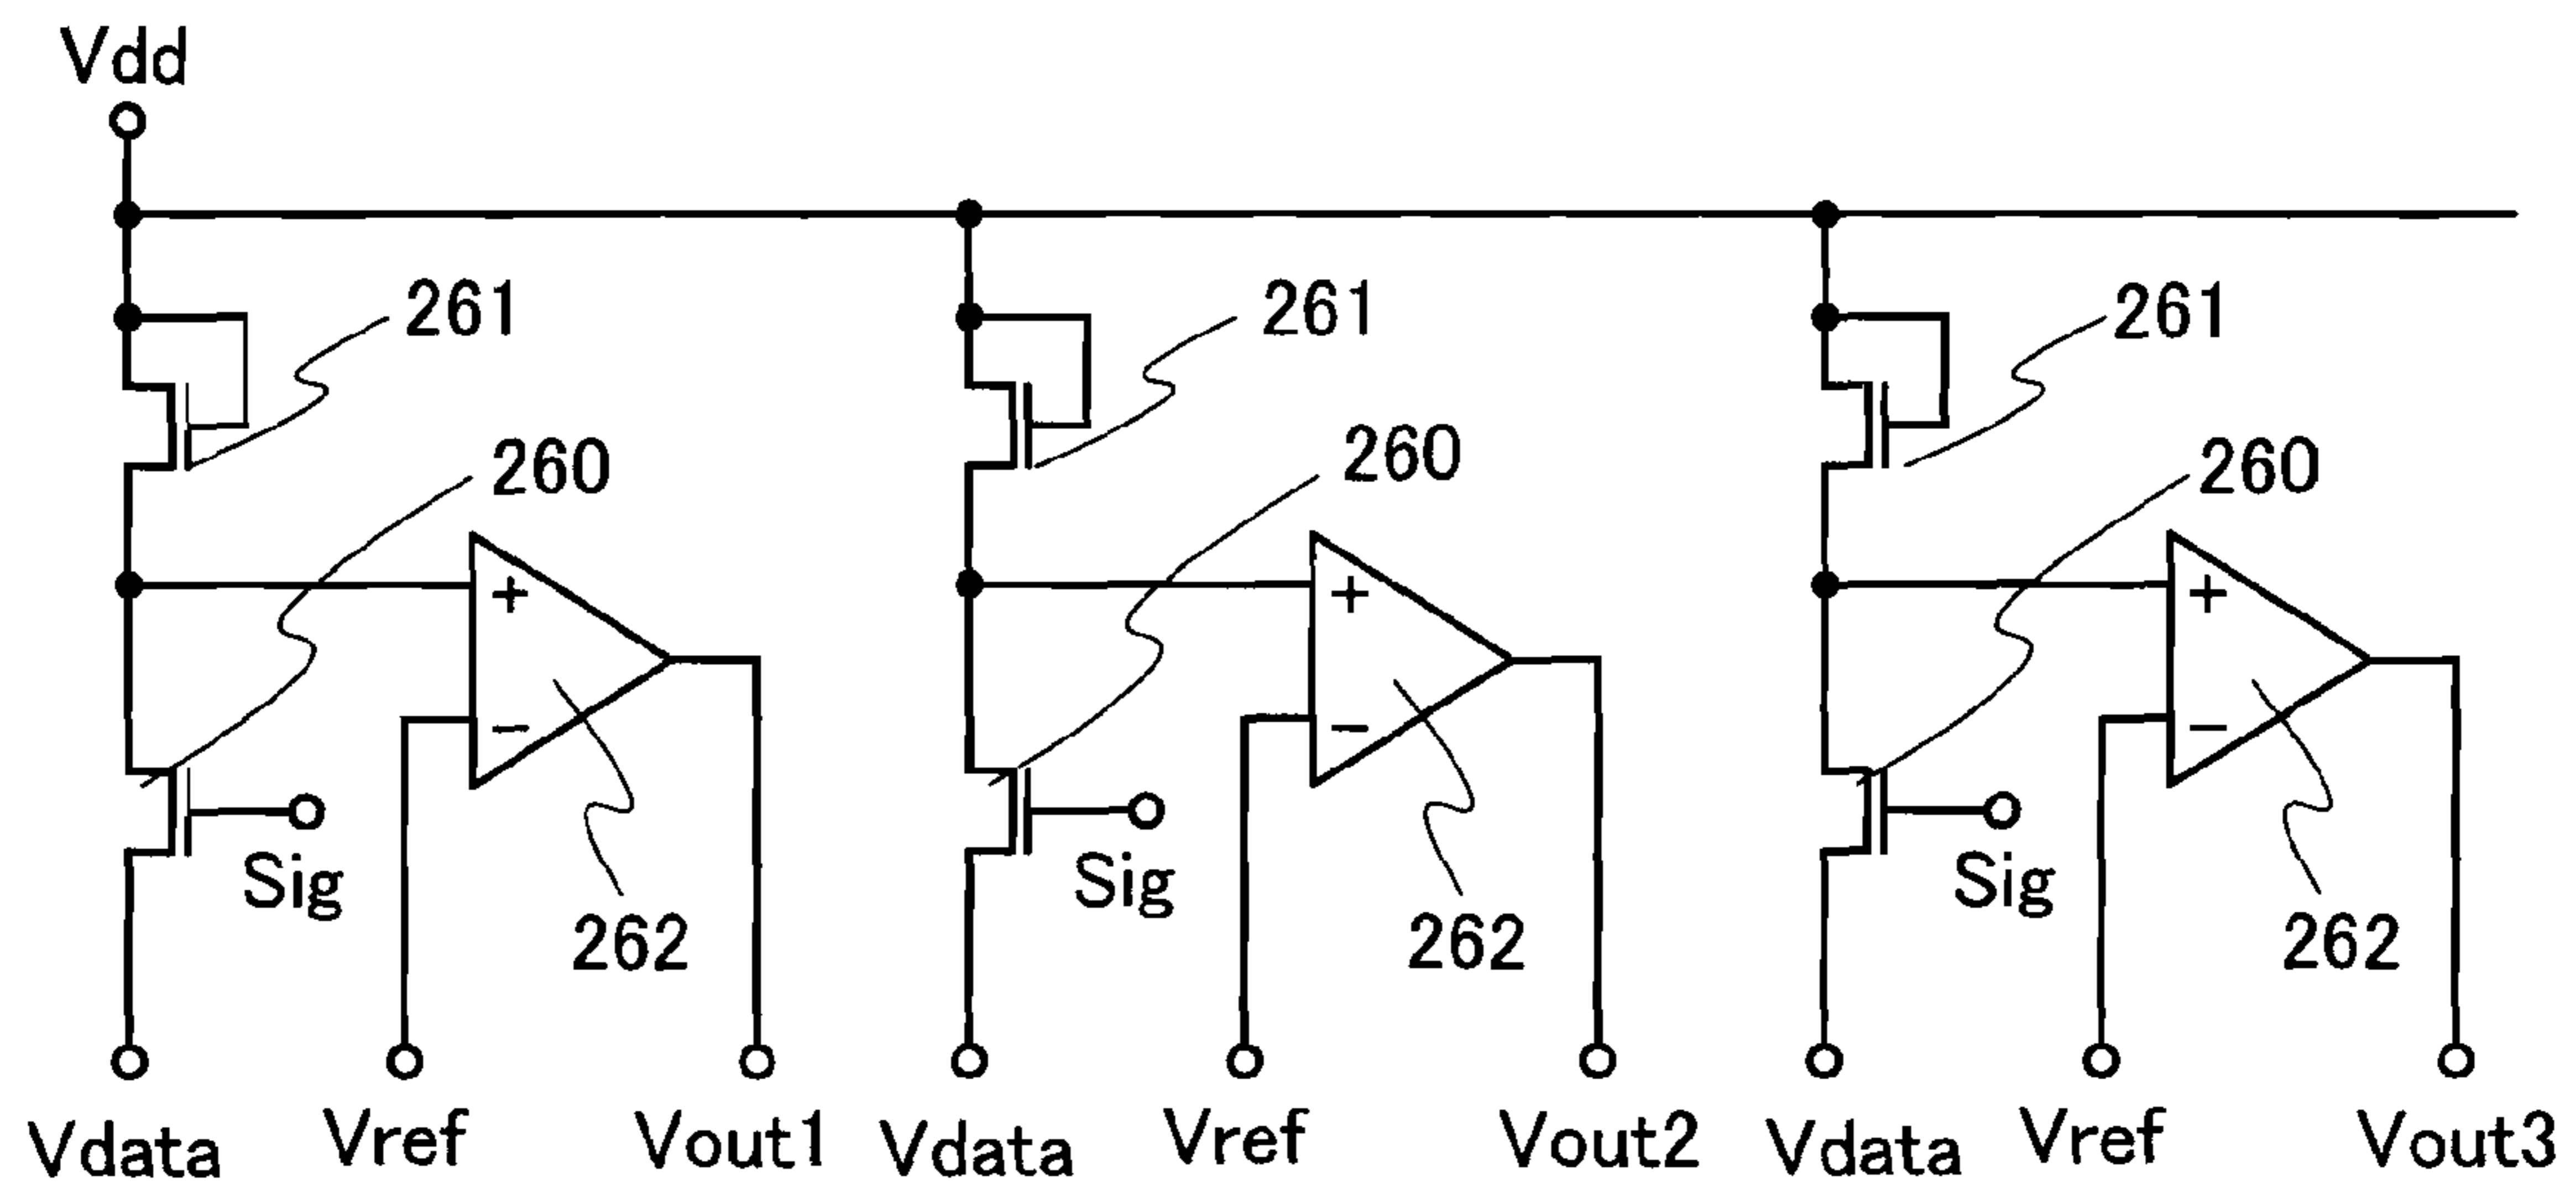 Vdd
261 261 261
260 260 260
+ + +
− − −
Sig Sig Sig
262 262 262
Vdata Vref Vout1 Vdata Vref Vout2 Vdata Vref Vout3